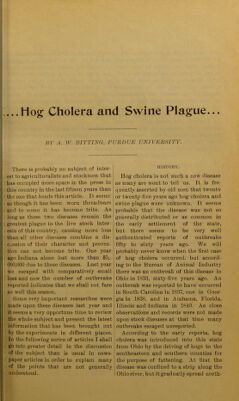 ....Hog Cholera and Swine Plague...
BY A. W. BITTING, PURDUE UNIVERSITY.
There is probably no subject of inter-
est to agriculturalists and stockmen that
has occupied more space in the press in
this country in the last fifteen years than
the one that heads this article. It seems
as though it has been worn threadbare
and to some it has become trite. As
long as these two diseases remain the
greatest plague to the live stock inter-
ests of this country, causing more loss
than all other diseases combine a dis-
cussion of their character and preven-
tion can not become trite. One year
ago Indiana alone lost more than $5,-
000,000 due to these diseases. Last year
we escaped with comparatively small
loss and now the number of outbreaks
reported indicates that we shall not fare
as well this season.
Some very important researches were
made upon these diseases last year and
it seems a very opportune time to review
the whole subject and present the latest
information that has been brought out
by the experiments in different places.
In the following series of articles I shall
go into greater detail in the discussion
of the subject than is usual in news-
paper articles in order to explain many
of the points that are not generally
understood.
HISTORY.
Hog cholera is not such a new disease
as many are wont to tell us. It is fre-
quently asserted by old men that twenty
or twenty-five years ago hog cholera and
swine plague were unknown. It seems
probable that the disease was not so
generally distributed or as common in
the early settlement of the state,
but there seems to be very well
authenticated reports of outbreaks
fifty to sixty years ago. We will
probably never know when the first case
of hog cholera occurred, but accord-
ing to the Bureau of Animal Industry
there was an outbreak of this disease in
Ohio in 1833, sixty-five years ago. An
outbreak was reported to have occurred
in South Carolina in 1837, one in Geor-
gia in 1838, and in Alabama, Florida,
Illinois and Indiana in 1840. As close
observations and records were not made
upon stock diseases at that time many
outbreaks escaped unreported.
According to the early reports, hog
cholera was introduced into this state
from Ohio by the driving of hogs to the
southeastern and southern counties for
the purpose of fattening. At first the
disease was confined to a strip along the
Ohio river, but it gradually spread north-